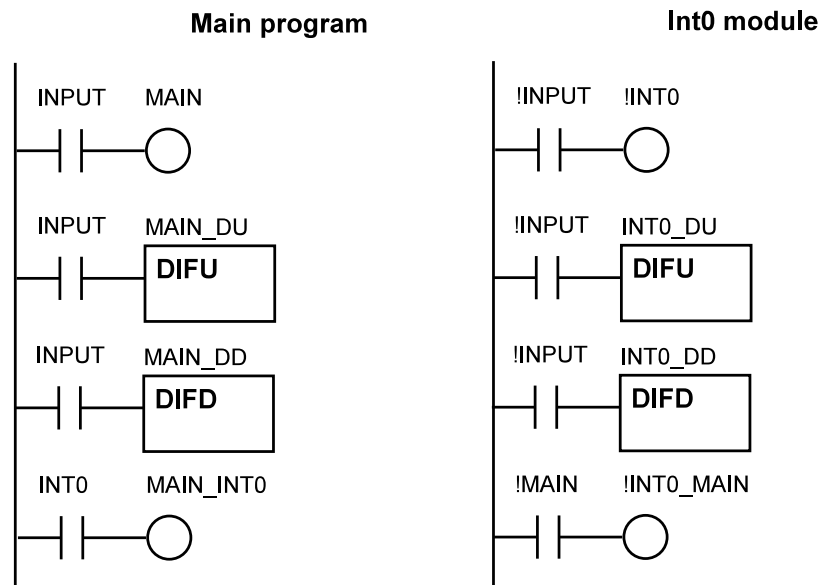 Main program
INPUT MAIN
INPUT MAIN_DU
DIFU
INPUT MAIN_DD
DIFD
INT0 MAIN_INT0
Int0 module
!INPUT !INT0
!INPUT INT0_DU
DIFU
!INPUT INT0_DD
DIFD
!MAIN !INT0_MAIN